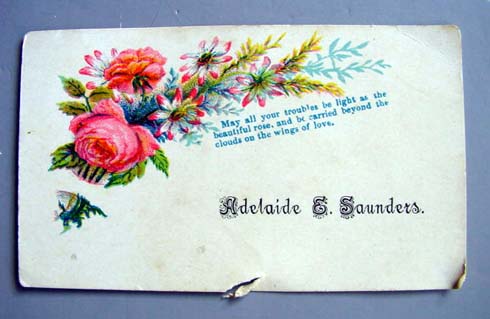 May all your troubles be light as the
beautiful rose, and be carried beyond the
clouds on the wings of love.
Adelaide E. Saunders.